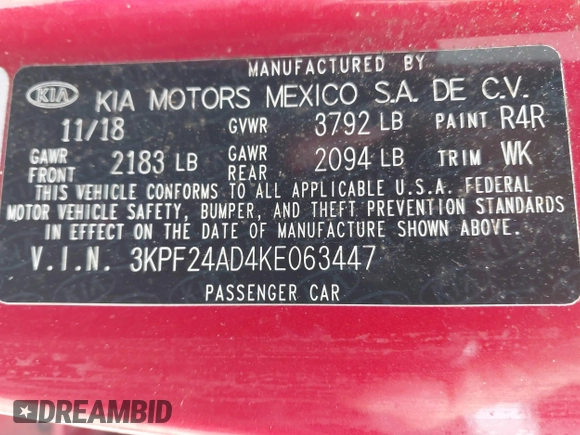 MANUFACTURED BY
KIA KIA MOTORS MEXICO S.A. DE C.V.
11/18 GVWR 3792 LB PAINT R4R
GAWR FRONT 2183 LB GAWR REAR 2094 LB TRIM WK
THIS VEHICLE CONFORMS TO ALL APPLICABLE U.S.A. FEDERAL
MOTOR VEHICLE SAFETY, BUMPER, AND THEFT PREVENTION STANDARDS
IN EFFECT ON THE DATE OF MANUFACTURE SHOWN ABOVE.
V.I.N. 3KPF24AD4KE063447
PASSENGER CAR
DREAMBID